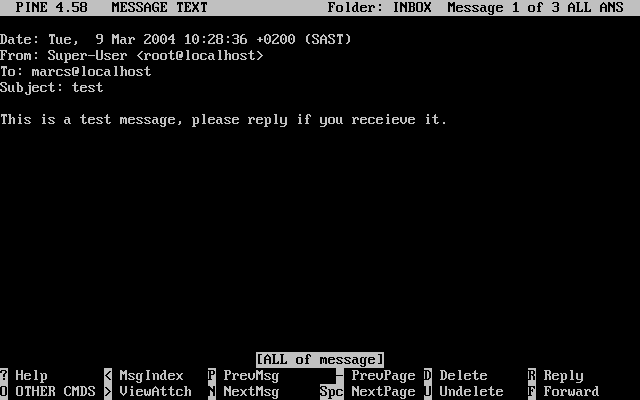 PINE 4.58   MESSAGE TEXT   Folder: INBOX  Message 1 of 3 ALL ANS
Date: Tue,  9 Mar 2004 10:28:36 +0200 (SAST)
From: Super-User <root@localhost>
To: marcs@localhost
Subject: test
This is a test message, please reply if you receieve it.
[ALL of message]
? Help   < MsgIndex   P PrevMsg   - PrevPage   D Delete   R Reply
O OTHER CMDS   > ViewAttch   N NextMsg   Spc NextPage   U Undelete   F Forward